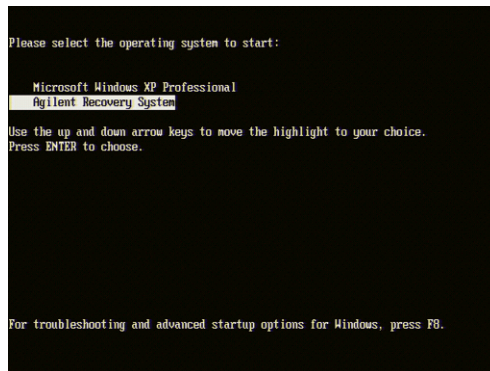 Please select the operating system to start:
Microsoft Windows XP Professional
Agilent Recovery System
Use the up and down arrow keys to move the highlight to your choice.
Press ENTER to choose.
For troubleshooting and advanced startup options for Windows, press F8.